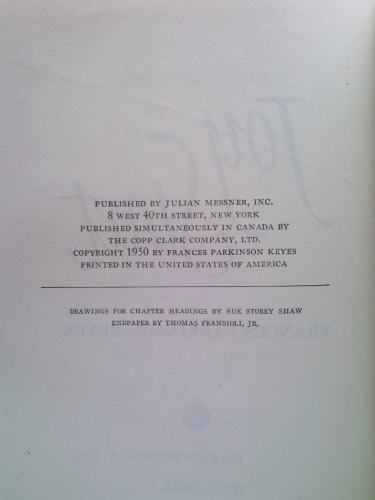 PUBLISHED BY JULIAN MESSNER, INC.
8 WEST 40TH STREET, NEW YORK
PUBLISHED SIMULTANEOUSLY IN CANADA BY
THE COPP CLARK COMPANY, LTD.
COPYRIGHT 1950 BY FRANCES PARKINSON KEYES
PRINTED IN THE UNITED STATES OF AMERICA
DRAWINGS FOR CHAPTER HEADINGS BY SUE STOREY SHAW
ENDPAPER BY THOMAS FRANSIOLI, JR.